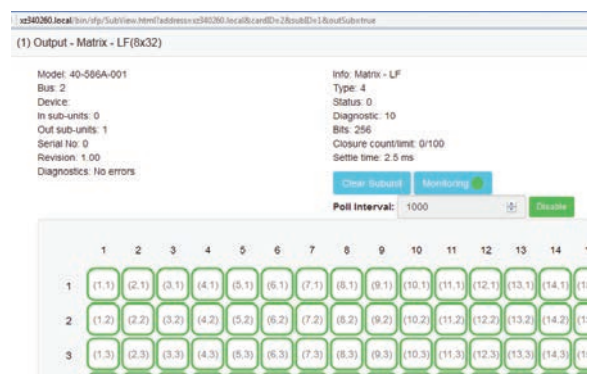 xz340260.local/bin/sfp/SubView.html?address=xz340260.local&cardID=2&subID=1&outSub=true
(1) Output - Matrix - LF(8x32)
Model: 40-586A-001
Bus: 2
Device:
In sub-units: 0
Out sub-units: 1
Serial No: 0
Revision: 1.00
Diagnostics: No errors
Info: Matrix - LF
Type: 4
Status: 0
Diagnostic: 10
Bits: 256
Closure count/limit: 0/100
Settle time: 2.5 ms
Clear Subunit Monitoring
Poll Interval: 1000 Disable
1 2 3 4 5 6 7 8 9 10 11 12 13 14
1 (1,1) (2,1) (3,1) (4,1) (5,1) (6,1) (7,1) (8,1) (9,1) (10,1) (11,1) (12,1) (13,1) (14,1)
2 (1,2) (2,2) (3,2) (4,2) (5,2) (6,2) (7,2) (8,2) (9,2) (10,2) (11,2) (12,2) (13,2) (14,2)
3 (1,3) (2,3) (3,3) (4,3) (5,3) (6,3) (7,3) (8,3) (9,3) (10,3) (11,3) (12,3) (13,3) (14,3)